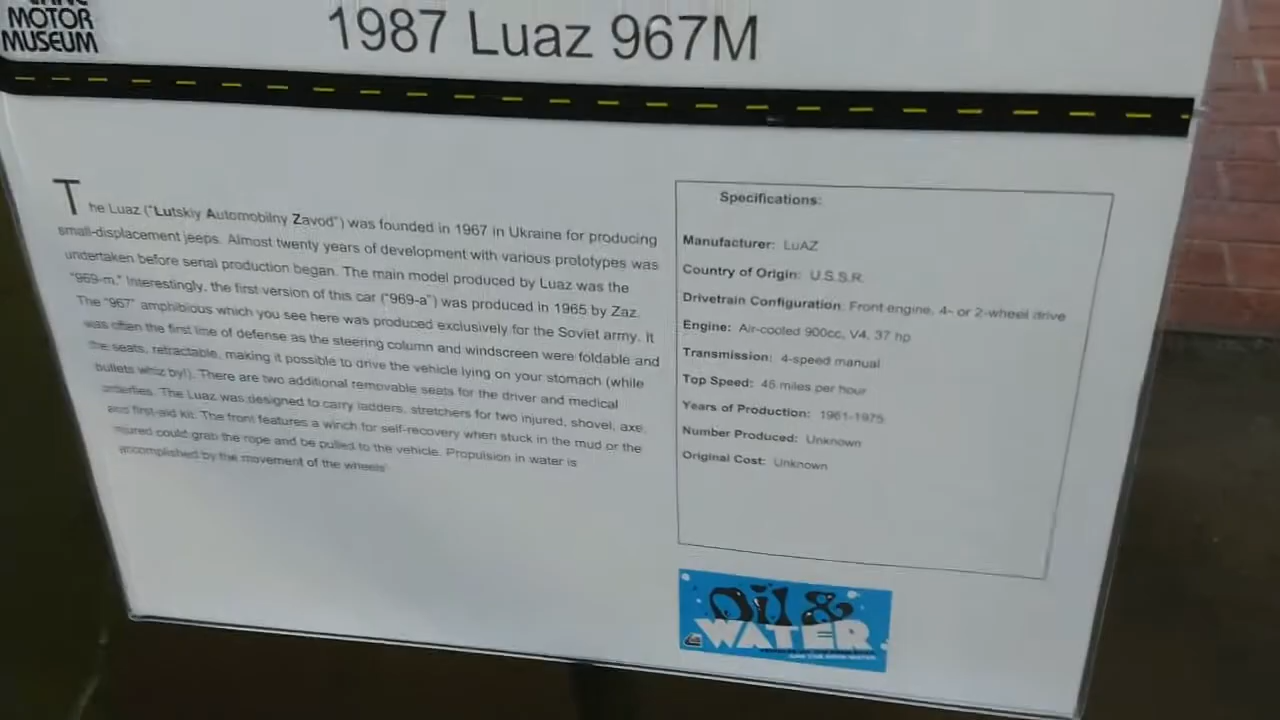 MOTOR
MUSEUM
1987 Luaz 967M
The Luaz ("Lutskiy Automobilny Zavod") was founded in 1967 in Ukraine for producing
small-displacement jeeps. Almost twenty years of development with various prototypes was
undertaken before serial production began. The main model produced by Luaz was the
"969-m." Interestingly, the first version of this car ("969-a") was produced in 1965 by Zaz.
The "967" amphibious which you see here was produced exclusively for the Soviet army. It
was often the first line of defense as the steering column and windscreen were foldable and
the seats, retractable, making it possible to drive the vehicle lying on your stomach (while
bullets whiz by!). There are two additional removable seats for the driver and medical
orderlies. The Luaz was designed to carry ladders, stretchers for two injured, shovel, axe,
and first-aid kit. The front features a winch for self-recovery when stuck in the mud or the
injured could grab the rope and be pulled to the vehicle. Propulsion in water is
accomplished by the movement of the wheels
Specifications:
Manufacturer: LuAZ
Country of Origin: U.S.S.R.
Drivetrain Configuration: Front engine, 4- or 2-wheel drive
Engine: Air-cooled 900cc, V4, 37 hp
Transmission: 4-speed manual
Top Speed: 46 miles per hour
Years of Production: 1961-1975
Number Produced: Unknown
Original Cost: Unknown
Oil &
WATER